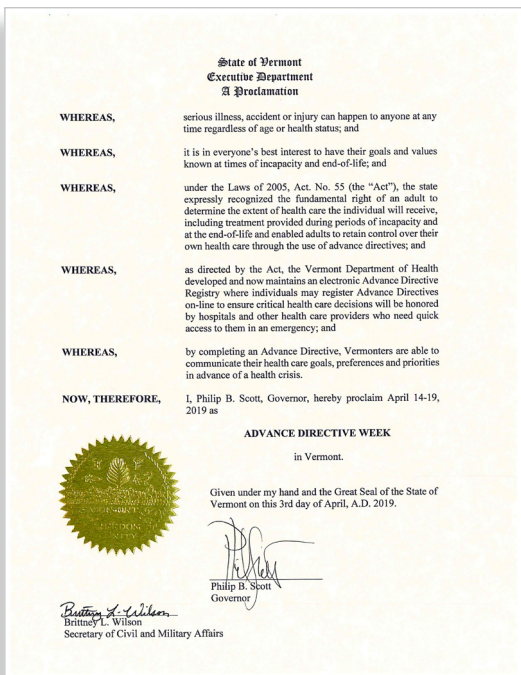 State of Vermont
Executive Department
A Proclamation
WHEREAS, serious illness, accident or injury can happen to anyone at any
time regardless of age or health status; and
WHEREAS, it is in everyone's best interest to have their goals and values
known at times of incapacity and end-of-life; and
WHEREAS, under the Laws of 2005, Act. No. 55 (the “Act”), the state
expressly recognized the fundamental right of an adult to
determine the extent of health care the individual will receive,
including treatment provided during periods of incapacity and
at the end-of-life and enabled adults to retain control over their
own health care through the use of advance directives; and
WHEREAS, as directed by the Act, the Vermont Department of Health
developed and now maintains an electronic Advance Directive
Registry where individuals may register Advance Directives
on-line to ensure critical health care decisions will be honored
by hospitals and other health care providers who need quick
access to them in an emergency; and
WHEREAS, by completing an Advance Directive, Vermonters are able to
communicate their health care goals, preferences and priorities
in advance of a health crisis.
NOW, THEREFORE, I, Philip B. Scott, Governor, hereby proclaim April 14-19,
2019 as
ADVANCE DIRECTIVE WEEK
in Vermont.
Given under my hand and the Great Seal of the State of
Vermont on this 3rd day of April, A.D. 2019.
Philip B. Scott
Governor
Brittney L. Wilson
Brittney L. Wilson
Secretary of Civil and Military Affairs